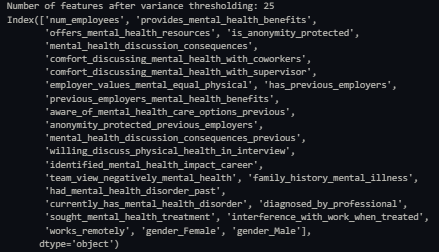 Number of features after variance thresholding: 25
Index(['num_employees', 'provides_mental_health_benefits',
'offers_mental_health_resources', 'is_anonymity_protected',
'mental_health_discussion_consequences',
'comfort_discussing_mental_health_with_coworkers',
'comfort_discussing_mental_health_with_supervisor',
'employer_values_mental_equal_physical', 'has_previous_employers',
'previous_employers_mental_health_benefits',
'aware_of_mental_health_care_options_previous',
'anonymity_protected_previous_employers',
'mental_health_discussion_consequences_previous',
'willing_discuss_physical_health_in_interview',
'identified_mental_health_impact_career',
'team_view_negatively_mental_health', 'family_history_mental_illness',
'had_mental_health_disorder_past',
'currently_has_mental_health_disorder', 'diagnosed_by_professional',
'sought_mental_health_treatment', 'interference_with_work_when_treated',
'works_remotely', 'gender_Female', 'gender_Male'],
dtype='object')